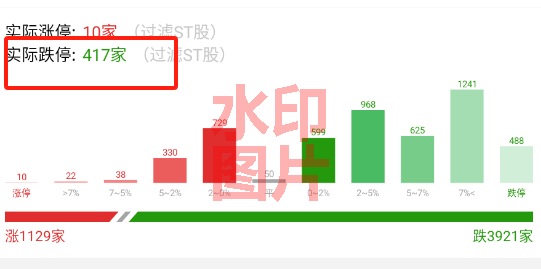 实际涨停: 10家 （过滤ST股）
实际跌停: 417家 （过滤ST股）
10 22 38 330 729 50 599 968 625 1241 488
涨停 >7% 7~5% 5~2% 2~0% 平 0~2% 2~5% 5~7% 7%< 跌停
涨1129家 跌3921家
水印
图片